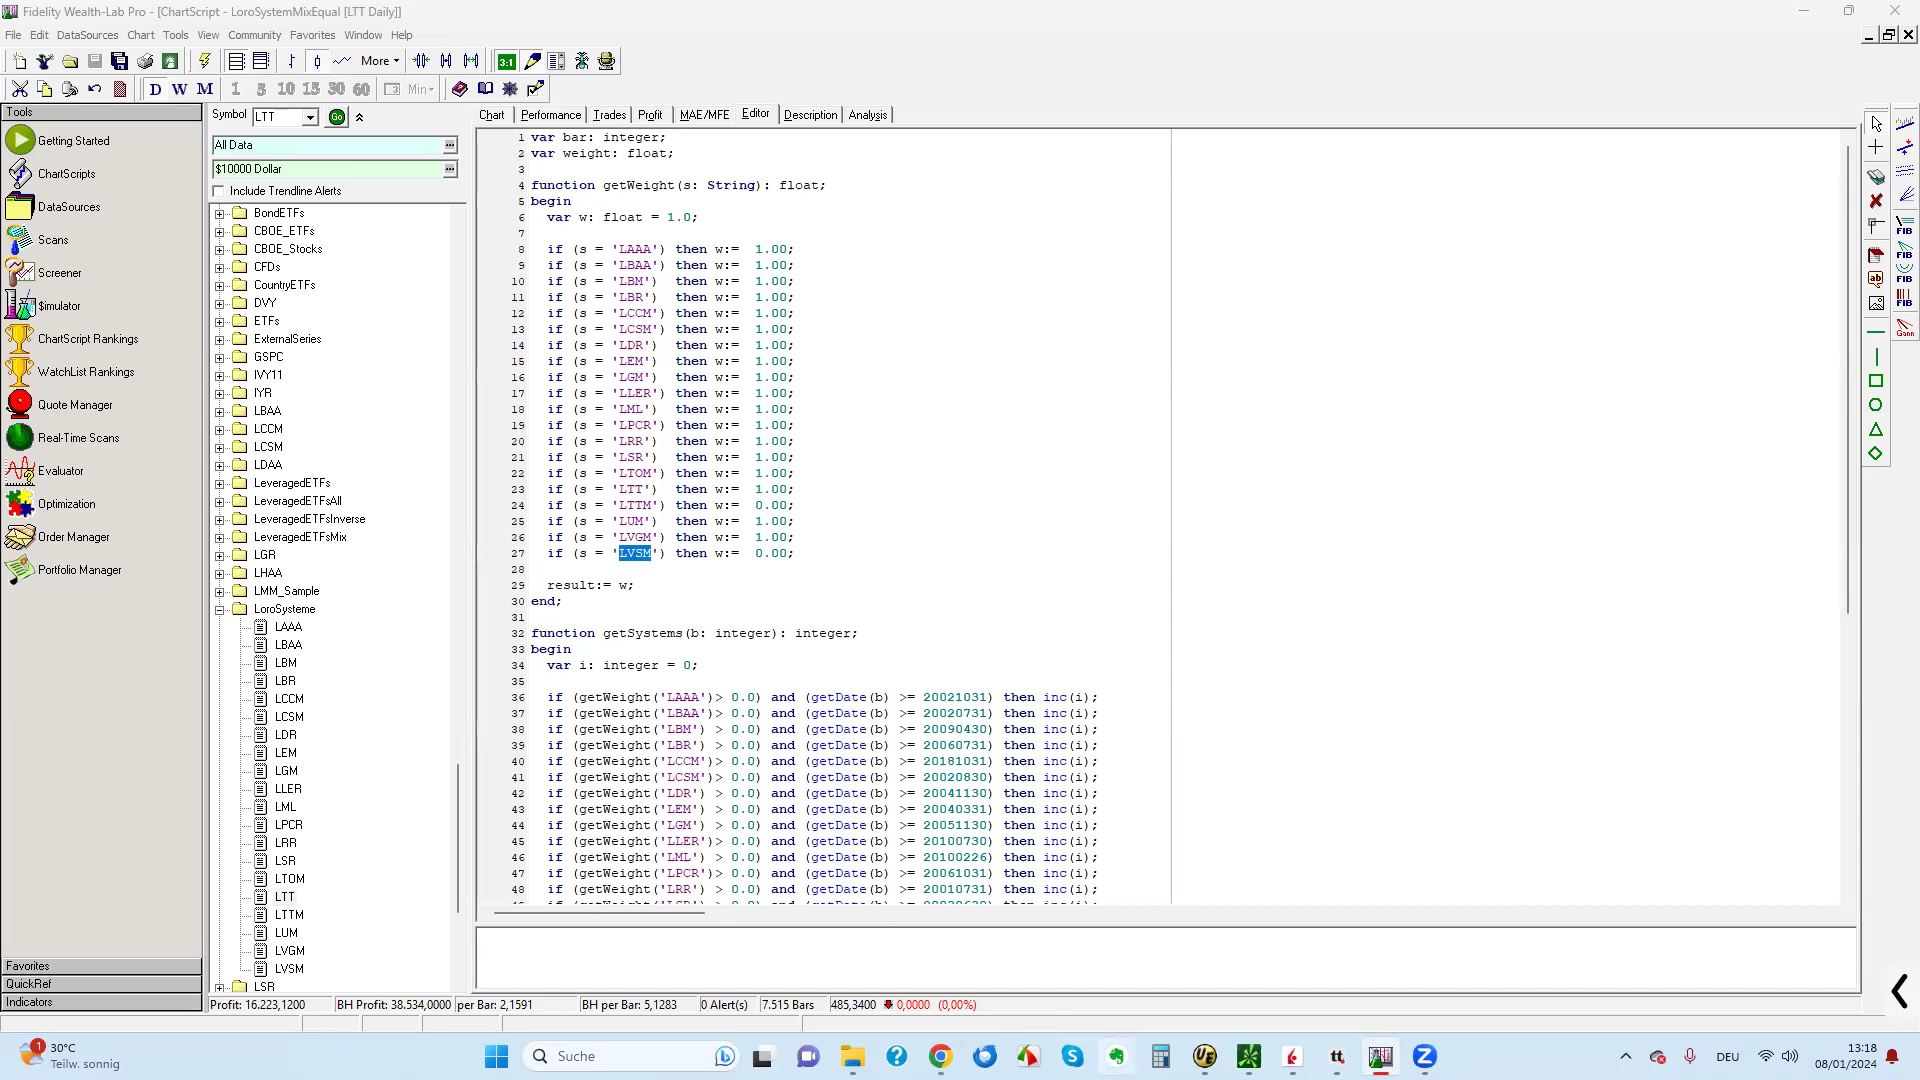 Fidelity Wealth-Lab Pro - [ChartScript - LoroSystemMixEqual [LTT Daily]]
File Edit DataSources Chart Tools View Community Favorites Window Help
More 3:1
D W M 1 3 10 15 30 60 3 Min
Tools
Getting Started
ChartScripts
DataSources
Scans
Screener
$imulator
ChartScript Rankings
WatchList Rankings
Quote Manager
Real-Time Scans
Evaluator
Optimization
Order Manager
Portfolio Manager
Favorites
QuickRef
Indicators
Symbol LTT Go
All Data
$10000 Dollar
Include Trendline Alerts
BondETFs
CBOE_ETFs
CBOE_Stocks
CFDs
CountryETFs
DVY
ETFs
ExternalSeries
GSPC
IVY11
IYR
LBAA
LCCM
LCSM
LDAA
LeveragedETFs
LeveragedETFsAll
LeveragedETFsInverse
LeveragedETFsMix
LGR
LHAA
LMM_Sample
LoroSysteme
LAAA
LBAA
LBM
LBR
LCCM
LCSM
LDR
LEM
LGM
LLER
LML
LPCR
LRR
LSR
LTOM
LTT
LTTM
LUM
LVGM
LVSM
LSR
Chart Performance Trades Profit MAE/MFE Editor Description Analysis
1 var bar: integer;
2 var weight: float;
3
4 function getWeight(s: String): float;
5 begin
6 var w: float = 1.0;
7
8 if (s = 'LAAA') then w:= 1.00;
9 if (s = 'LBAA') then w:= 1.00;
10 if (s = 'LBM') then w:= 1.00;
11 if (s = 'LBR') then w:= 1.00;
12 if (s = 'LCCM') then w:= 1.00;
13 if (s = 'LCSM') then w:= 1.00;
14 if (s = 'LDR') then w:= 1.00;
15 if (s = 'LEM') then w:= 1.00;
16 if (s = 'LGM') then w:= 1.00;
17 if (s = 'LLER') then w:= 1.00;
18 if (s = 'LML') then w:= 1.00;
19 if (s = 'LPCR') then w:= 1.00;
20 if (s = 'LRR') then w:= 1.00;
21 if (s = 'LSR') then w:= 1.00;
22 if (s = 'LTOM') then w:= 1.00;
23 if (s = 'LTT') then w:= 1.00;
24 if (s = 'LTTM') then w:= 0.00;
25 if (s = 'LUM') then w:= 1.00;
26 if (s = 'LVGM') then w:= 1.00;
27 if (s = 'LVSM') then w:= 0.00;
28
29 result:= w;
30 end;
31
32 function getSystems(b: integer): integer;
33 begin
34 var i: integer = 0;
35
36 if (getWeight('LAAA')> 0.0) and (getDate(b) >= 20021031) then inc(i);
37 if (getWeight('LBAA')> 0.0) and (getDate(b) >= 20020731) then inc(i);
38 if (getWeight('LBM') > 0.0) and (getDate(b) >= 20090430) then inc(i);
39 if (getWeight('LBR') > 0.0) and (getDate(b) >= 20060731) then inc(i);
40 if (getWeight('LCCM')> 0.0) and (getDate(b) >= 20181031) then inc(i);
41 if (getWeight('LCSM')> 0.0) and (getDate(b) >= 20020830) then inc(i);
42 if (getWeight('LDR') > 0.0) and (getDate(b) >= 20041130) then inc(i);
43 if (getWeight('LEM') > 0.0) and (getDate(b) >= 20040331) then inc(i);
44 if (getWeight('LGM') > 0.0) and (getDate(b) >= 20051130) then inc(i);
45 if (getWeight('LLER')> 0.0) and (getDate(b) >= 20100730) then inc(i);
46 if (getWeight('LML') > 0.0) and (getDate(b) >= 20100226) then inc(i);
47 if (getWeight('LPCR')> 0.0) and (getDate(b) >= 20061031) then inc(i);
48 if (getWeight('LRR') > 0.0) and (getDate(b) >= 20010731) then inc(i);
ab
FIB
FIB
FIB
FIB
Gann
Profit: 16.223,1200 BH Profit: 38.534,0000 per Bar: 2,1591 BH per Bar: 5,1283 0 Alert(s) 7.515 Bars 485,3400 0,0000 (0,00%)
1 30°C
Teilw. sonnig
Suche
UE
tt
Z
DEU
13:18
08/01/2024